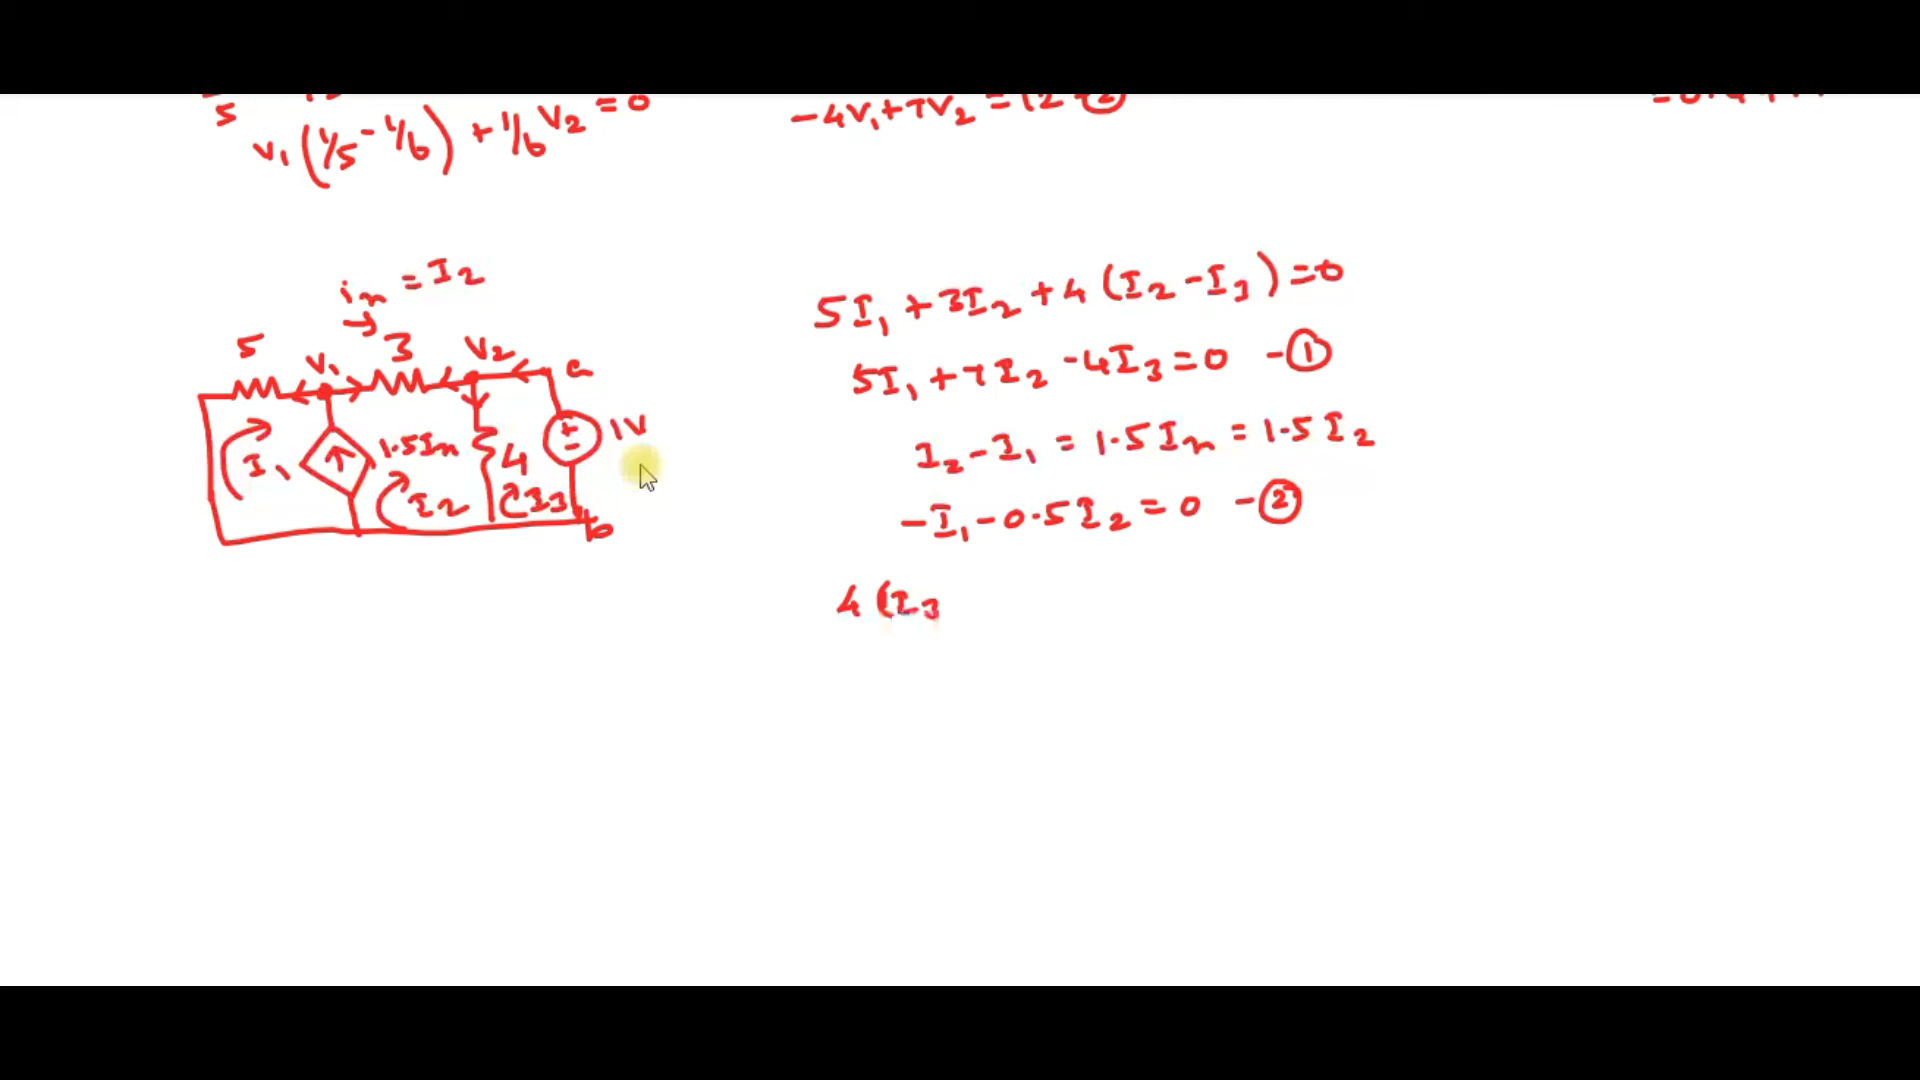 5
V₁(1/5 - 1/6) + 1/6 V₂ = 0
-4V₁ + 7V₂ = 12 - ②
iₙ = I₂
5
V₁
3
V₂
a
I₁
1.5Iₙ
I₂
4
I₃
1V
+
-
b
5I₁ + 3I₂ + 4(I₂ - I₃) = 0
5I₁ + 7I₂ - 4I₃ = 0 - ①
I₂ - I₁ = 1.5Iₙ = 1.5I₂
-I₁ - 0.5I₂ = 0 - ②
4(I₃